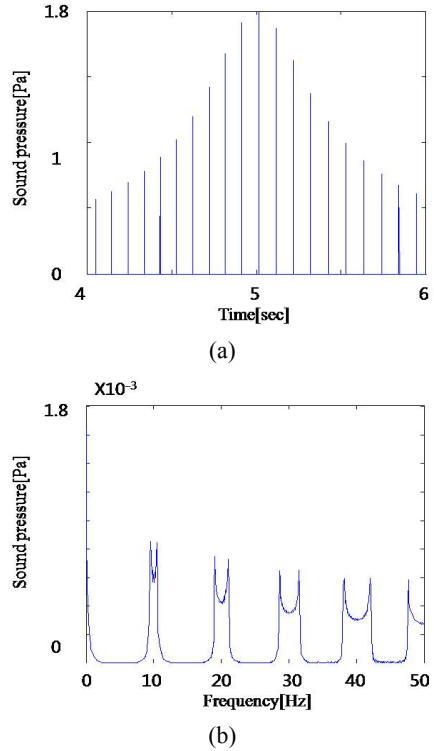 1.8
Sound pressure[Pa]
1
0
4
5
6
Time[sec]
(a)
X10-3
1.8
Sound pressure[Pa]
0
0
10
20
30
40
50
Frequency[Hz]
(b)